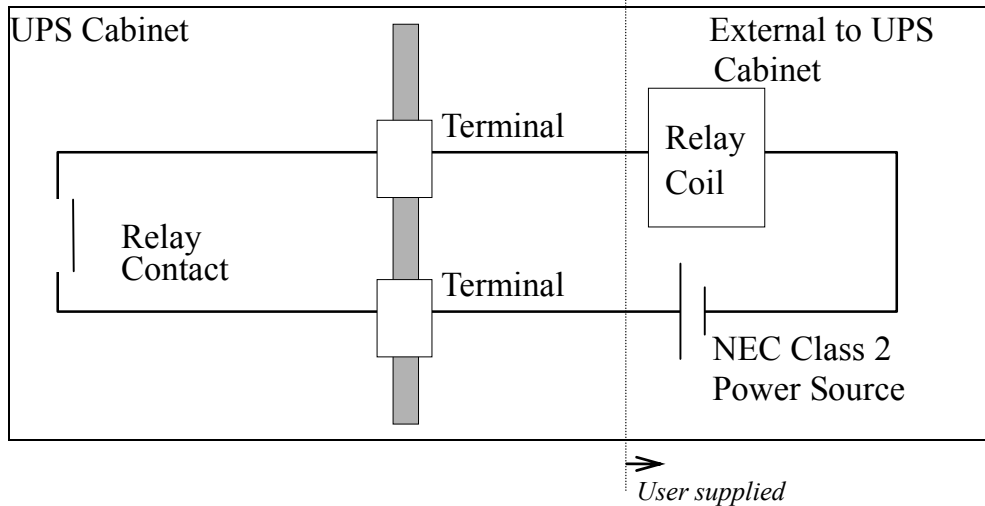 UPS Cabinet
External to UPS
Cabinet
Terminal
Relay
Coil
Relay
Contact
Terminal
NEC Class 2
Power Source
User supplied